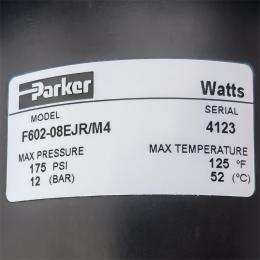 Parker Watts
MODEL SERIAL
F602-08EJR/M4 4123
MAX PRESSURE MAX TEMPERATURE
175 PSI 125 °F
12 (BAR) 52 (°C)